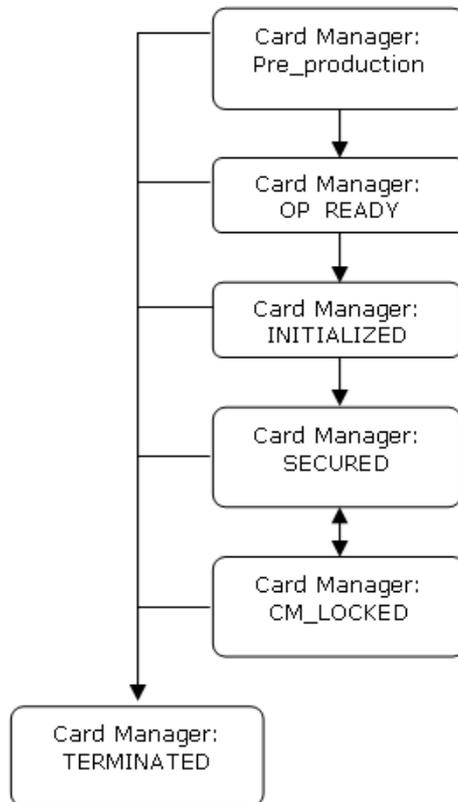 Card Manager:
Pre_production
Card Manager:
OP READY
Card Manager:
INITIALIZED
Card Manager:
SECURED
Card Manager:
CM_LOCKED
Card Manager:
TERMINATED